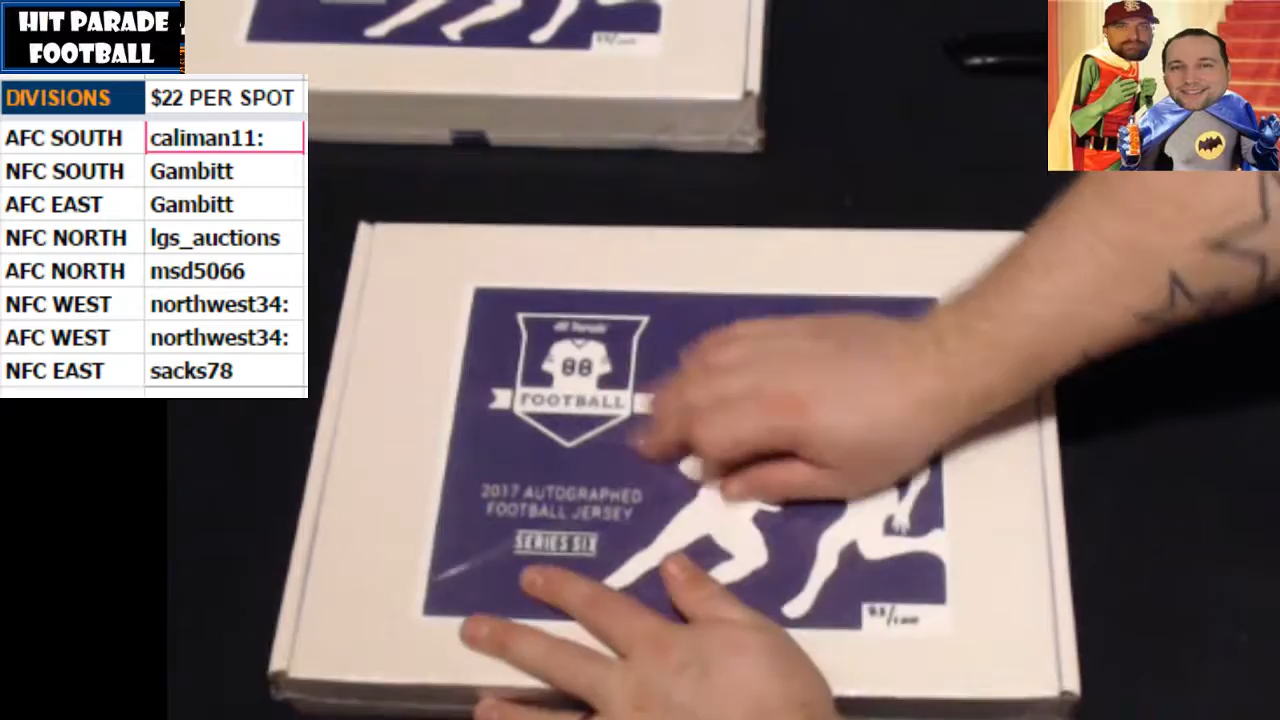 HIT PARADE
FOOTBALL
DIVISIONS $22 PER SPOT
AFC SOUTH caliman11:
NFC SOUTH Gambitt
AFC EAST Gambitt
NFC NORTH lgs_auctions
AFC NORTH msd5066
NFC WEST northwest34:
AFC WEST northwest34:
NFC EAST sacks78
Hit Parade
88
FOOTBALL
2017 AUTOGRAPHED
FOOTBALL JERSEY
SERIES SIX